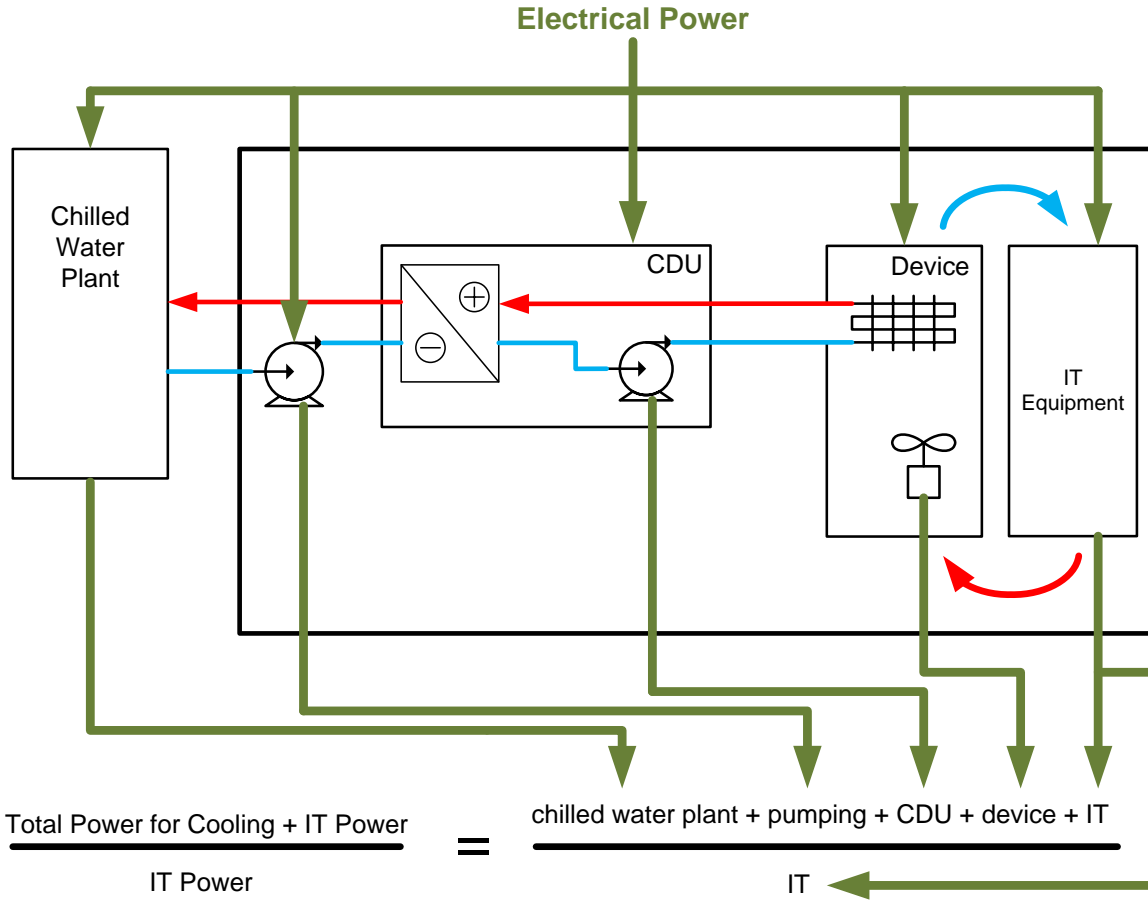 Electrical Power
Chilled
Water
Plant
CDU
Device
IT
Equipment
Total Power for Cooling + IT Power
IT Power
=
chilled water plant + pumping + CDU + device + IT
IT